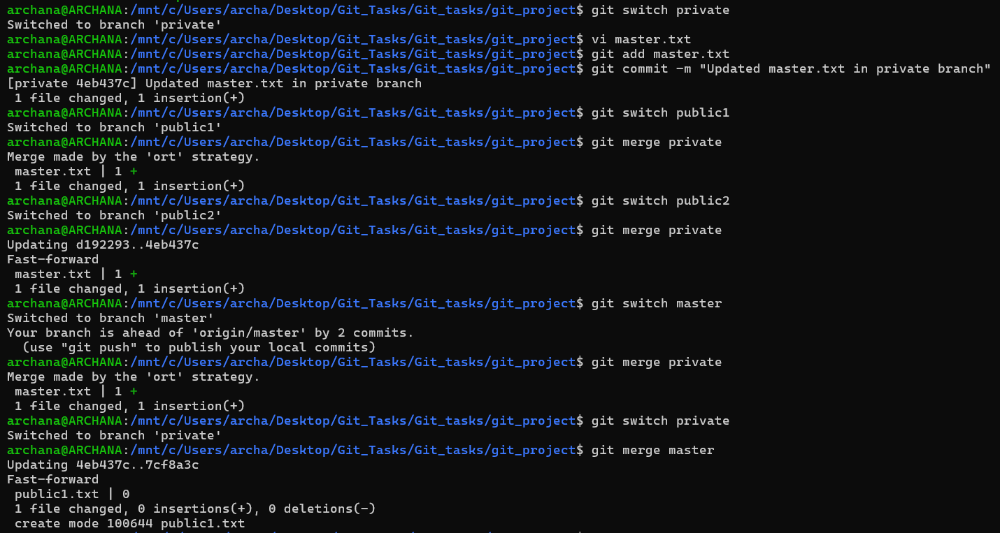 archana@ARCHANA:/mnt/c/Users/archa/Desktop/Git_Tasks/Git_tasks/git_project$ git switch private
Switched to branch 'private'
archana@ARCHANA:/mnt/c/Users/archa/Desktop/Git_Tasks/Git_tasks/git_project$ vi master.txt
archana@ARCHANA:/mnt/c/Users/archa/Desktop/Git_Tasks/Git_tasks/git_project$ git add master.txt
archana@ARCHANA:/mnt/c/Users/archa/Desktop/Git_Tasks/Git_tasks/git_project$ git commit -m "Updated master.txt in private branch"
[private 4eb437c] Updated master.txt in private branch
 1 file changed, 1 insertion(+)
archana@ARCHANA:/mnt/c/Users/archa/Desktop/Git_Tasks/Git_tasks/git_project$ git switch public1
Switched to branch 'public1'
archana@ARCHANA:/mnt/c/Users/archa/Desktop/Git_Tasks/Git_tasks/git_project$ git merge private
Merge made by the 'ort' strategy.
 master.txt | 1 +
 1 file changed, 1 insertion(+)
archana@ARCHANA:/mnt/c/Users/archa/Desktop/Git_Tasks/Git_tasks/git_project$ git switch public2
Switched to branch 'public2'
archana@ARCHANA:/mnt/c/Users/archa/Desktop/Git_Tasks/Git_tasks/git_project$ git merge private
Updating d192293..4eb437c
Fast-forward
 master.txt | 1 +
 1 file changed, 1 insertion(+)
archana@ARCHANA:/mnt/c/Users/archa/Desktop/Git_Tasks/Git_tasks/git_project$ git switch master
Switched to branch 'master'
Your branch is ahead of 'origin/master' by 2 commits.
  (use "git push" to publish your local commits)
archana@ARCHANA:/mnt/c/Users/archa/Desktop/Git_Tasks/Git_tasks/git_project$ git merge private
Merge made by the 'ort' strategy.
 master.txt | 1 +
 1 file changed, 1 insertion(+)
archana@ARCHANA:/mnt/c/Users/archa/Desktop/Git_Tasks/Git_tasks/git_project$ git switch private
Switched to branch 'private'
archana@ARCHANA:/mnt/c/Users/archa/Desktop/Git_Tasks/Git_tasks/git_project$ git merge master
Updating 4eb437c..7cf8a3c
Fast-forward
 public1.txt | 0
 1 file changed, 0 insertions(+), 0 deletions(-)
 create mode 100644 public1.txt